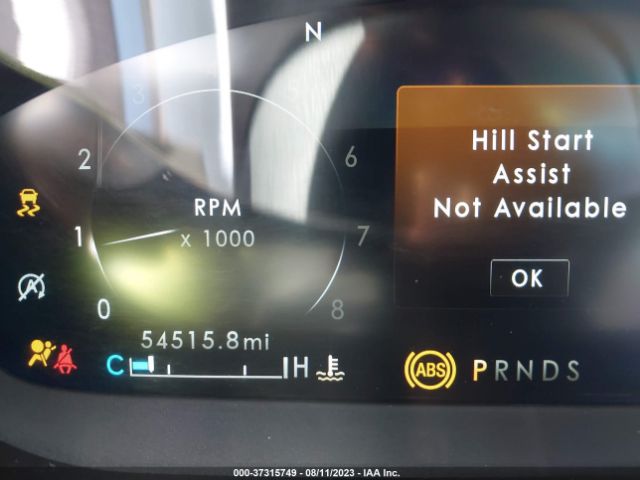 N
3
2
6
RPM
x 1000
1
7
0
8
54515.8mi
C H
Hill Start
Assist
Not Available
OK
ABS
PRNDS
000-37315749 - 08/11/2023 - IAA Inc.